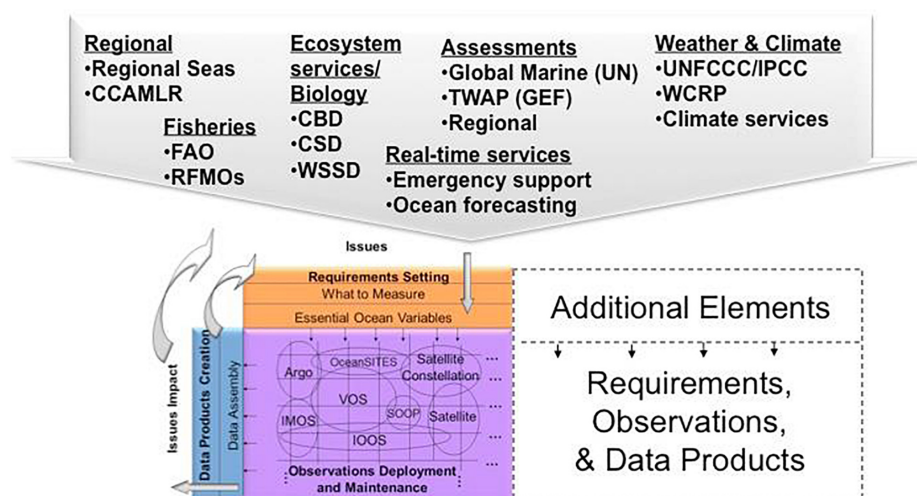 Regional
•Regional Seas
•CCAMLR
Fisheries
•FAO
•RFMOs
Ecosystem
services/
Biology
•CBD
•CSD
•WSSD
Assessments
•Global Marine (UN)
•TWAP (GEF)
•Regional
Real-time services
•Emergency support
•Ocean forecasting
Weather & Climate
•UNFCCC/IPCC
•WCRP
•Climate services
Issues
Requirements Setting
What to Measure
Essential Ocean Variables
Issues Impact
Data Products Creation
Data Assembly
Argo
OceanSITES
Satellite
Constellation
...
VOS
...
IMOS
SOOP
Satellite
...
IOOS
...
Observations Deployment
and Maintenance
...
Additional Elements
Requirements,
Observations,
& Data Products